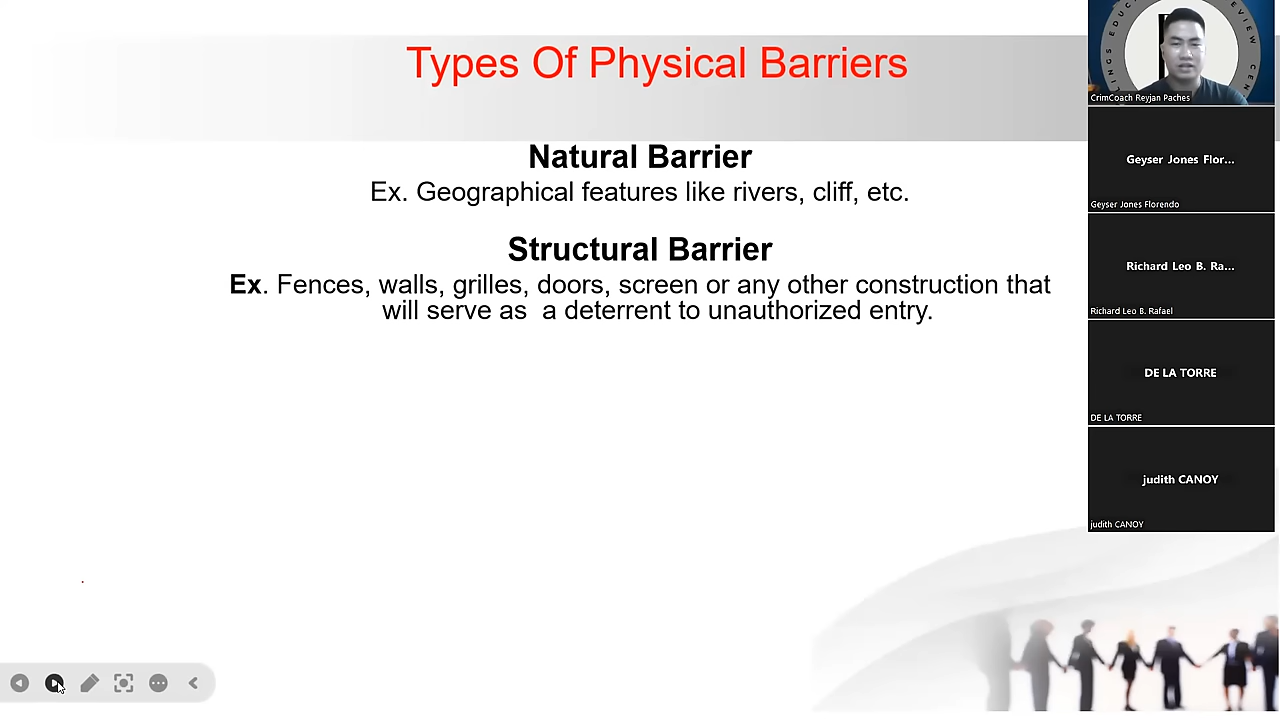 Types Of Physical Barriers
Natural Barrier
Ex. Geographical features like rivers, cliff, etc.
Structural Barrier
Ex. Fences, walls, grilles, doors, screen or any other construction that
will serve as a deterrent to unauthorized entry.
CrimCoach Reyjan Paches
Geyser Jones Flor...
Geyser Jones Florendo
Richard Leo B. Ra...
Richard Leo B. Rafael
DE LA TORRE
DE LA TORRE
judith CANOY
judith CANOY